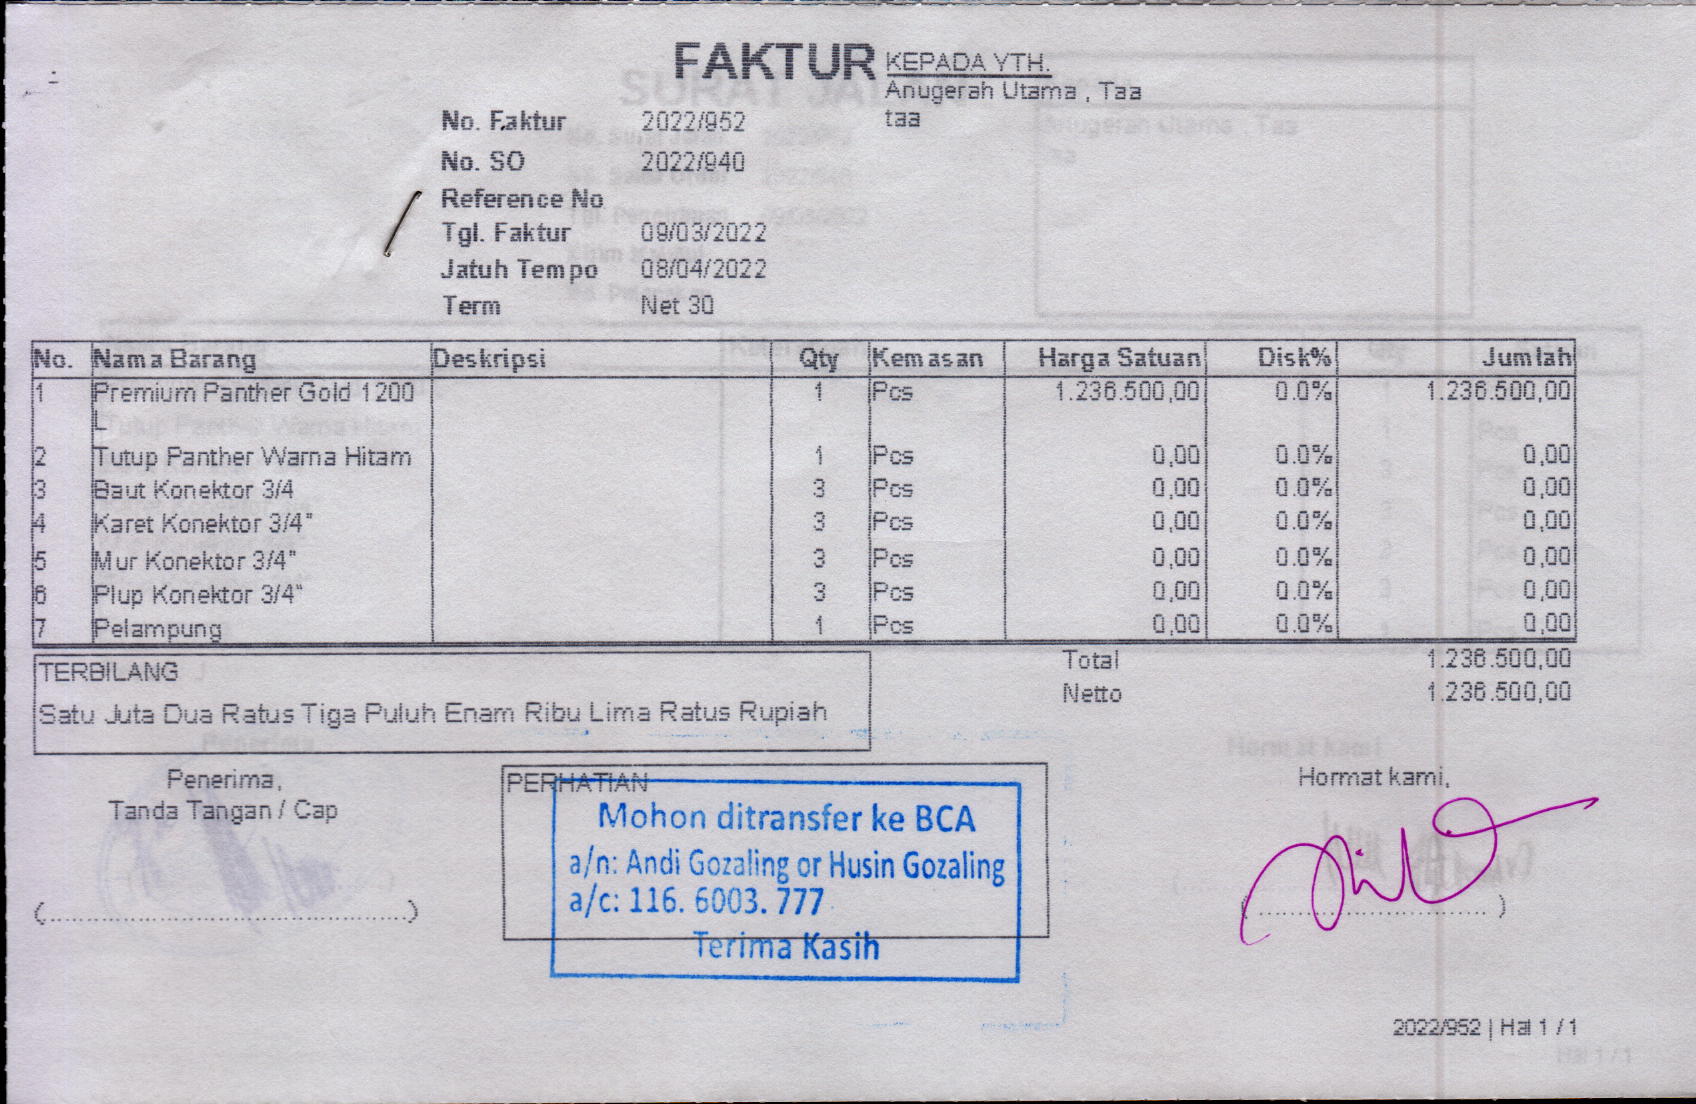 FAKTUR
KEPADA YTH.
Anugerah Utama , Taa
taa
No. Faktur 2022/952
No. SO 2022/940
Reference No
Tgl. Faktur 09/03/2022
Jatuh Tempo 08/04/2022
Term Net 30
No. Nama Barang Deskripsi Qty Kemasan Harga Satuan Disk% Jumlah
1 Premium Panther Gold 1200 1 Pcs 1.236.500,00 0.0% 1.236.500,00
L
2 Tutup Panther Warna Hitam 1 Pcs 0,00 0.0% 0,00
3 Baut Konektor 3/4 3 Pcs 0,00 0.0% 0,00
4 Karet Konektor 3/4" 3 Pcs 0,00 0.0% 0,00
5 Mur Konektor 3/4" 3 Pcs 0,00 0.0% 0,00
6 Plup Konektor 3/4" 3 Pcs 0,00 0.0% 0,00
7 Pelampung 1 Pcs 0,00 0.0% 0,00
Total 1.236.500,00
Netto 1.236.500,00
TERBILANG
Satu Juta Dua Ratus Tiga Puluh Enam Ribu Lima Ratus Rupiah
Penerima,
Tanda Tangan / Cap
(....................................)
PERHATIAN
Mohon ditransfer ke BCA
a/n: Andi Gozaling or Husin Gozaling
a/c: 116. 6003. 777
Terima Kasih
Hormat kami,
(....................................)
2022/952 | Hal 1 / 1